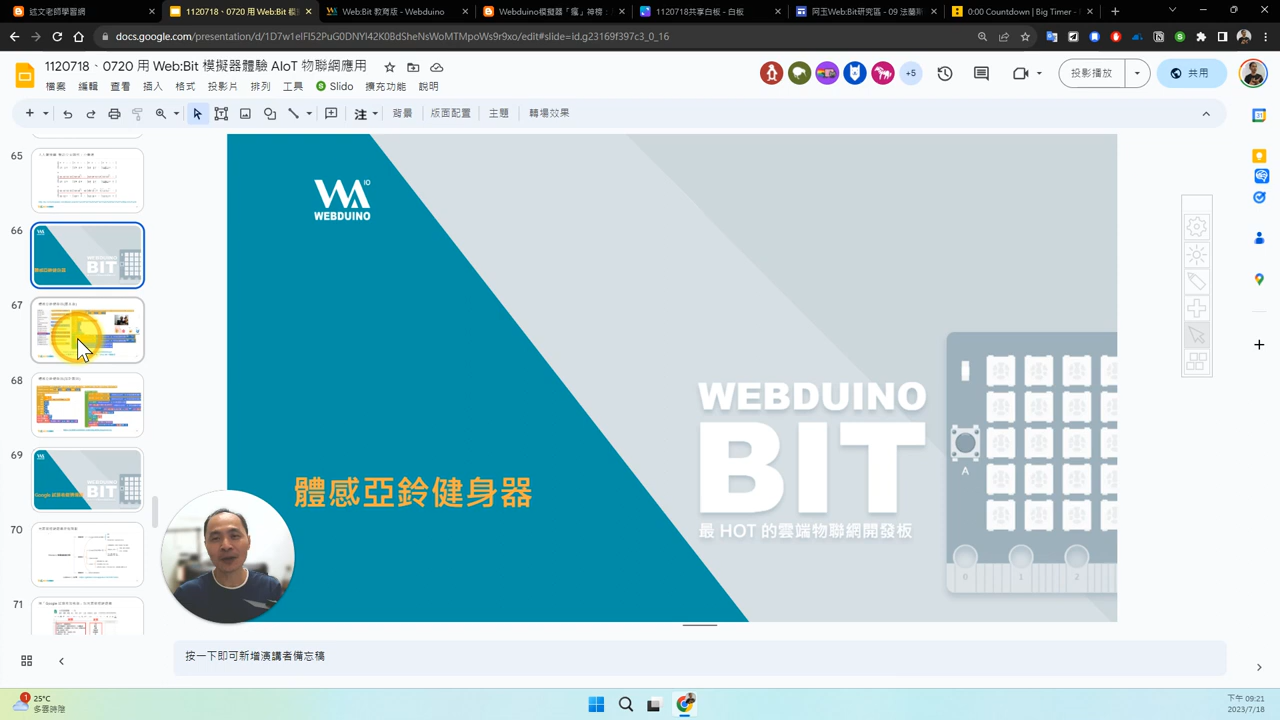 述文老師學習網
1120718、0720 用 Web:Bit 模擬
Web:Bit 教育版 - Webduino
Webduino模擬器「瘋」神榜：
1120718共享白板 - 白板
阿玉Web:Bit研究區 - 09 法蘭斯
0:00 Countdown | Big Timer -
docs.google.com/presentation/d/1D7w1elFl52PuG0DNYl42K0BdSheNsWoMTMpoWs9r9xo/edit#slide=id.g23169f397c3_0_16
1120718、0720 用 Web:Bit 模擬器體驗 AIoT 物聯網應用
檔案 編輯 查看 插入 格式 投影片 排列 工具 Slido 擴充功能 說明
+5
投影播放
共用
注
背景 版面配置 主題 轉場效果
65
66
67
68
69
70
71
WEBDUINO
WEBDUINO
BIT
最 HOT 的雲端物聯網開發板
體感亞鈴健身器
A
0 1 2
按一下即可新增演講者備忘稿
1
25°C
多雲時陰
下午 09:21
2023/7/18